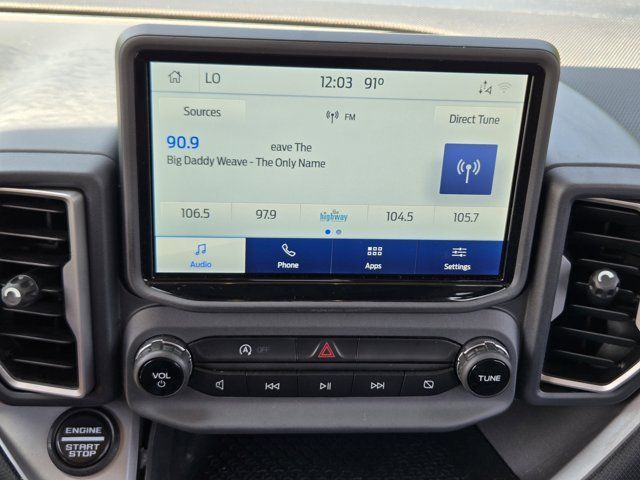 LO 12:03 91°
Sources FM Direct Tune
90.9 eave The
Big Daddy Weave - The Only Name
106.5 97.9 the highway 104.5 105.7
Audio Phone Apps Settings
A OFF
VOL TUNE
ENGINE
START
STOP